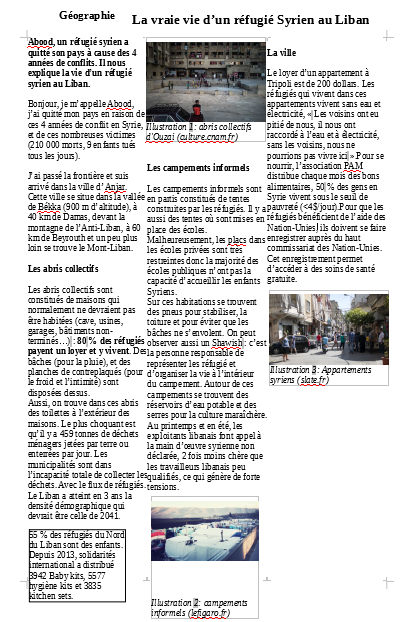 Géographie
La vraie vie d’un réfugié Syrien au Liban
Abood, un réfugié syrien a
quitté son pays à cause des 4
années de conflits. Il nous
explique la vie d'un réfugié
syrien au Liban.
Bonjour, je m’appelle Abood,
j’ai quitté mon pays en raison de
ces 4 années de conflit en Syrie,
et de ces nombreuses victimes
(210 000 morts, 9 enfants tués
tous les jours).
J’ai passé la frontière et suis
arrivé dans la ville d’Anjar.
Cette ville se situe dans la vallée
de Békka (900 m d’altitude), à
40 km de Damas, devant la
montagne de l’Anti-Liban, à 60
km de Beyrouth et un peu plus
loin se trouve le Mont-Liban.
Les abris collectifs
Les abris collectifs sont
constitués de maisons qui
normalement ne devraient pas
être habitées (cave, usines,
garages, bâtiments non-
terminés…) : 80 % des réfugiés
payent un loyer et y vivent. Des
bâches (pour la pluie), et des
planches de contreplaqués (pour
le froid et l’intimité) sont
disposées dessus.
Aussi, on trouve dans ces abris
des toilettes à l’extérieur des
maisons. Le plus choquant est
qu’il y a 459 tonnes de déchets
ménagers jetées par terre ou
enterrées par jour. Les
municipalités sont dans
l’incapacité totale de collecter les
déchets. Avec le flux de réfugiés
Le Liban a atteint en 3 ans la
densité démographique qui
devrait être celle de 2041.
55 % des réfugiés du Nord
du Liban sont des enfants.
Depuis 2013, solidarités
international a distribué
3942 Baby kits, 5577
hygiène kits et 3835
kitchen sets.
Illustration 1: abris collectifs
d'Ouzai (culture.cnam.fr)
Les campements informels
Les campements informels sont
en partis constitués de tentes
construites par les réfugiés. Il y a
aussi des tentes où sont mises en
place des écoles.
Malheureusement, les placs dans
les écoles privées sont très
restreintes donc la majorité des
écoles publiques n’ont pas la
capacité d’accueillir les enfants
Syriens.
Sur ces habitations se trouvent
des pneus pour stabiliser, la
toiture et pour éviter que les
bâches ne s’envolent. On peut
observer aussi un Shawish : c’est
la personne responsable de
représenter les réfugié et
d’organiser la vie à l’intérieur
du campement. Autour de ces
campements se trouvent des
réservoirs d’eau potable et des
serres pour la culture maraîchère.
Au printemps et en été, les
exploitants libanais font appel à
la main d’œuvre syrienne non
déclarée, 2 fois moins chère que
les travailleurs libanais peu
qualifiés, ce qui génère de forte
tensions.
Illustration 2: campements
informels (lefigaro.fr)
La ville
Le loyer d’un appartement à
Tripoli est de 200 dollars. Les
réfugiés qui vivent dans ces
appartements vivent sans eau et
électricité, « Les voisins ont eu
pitié de nous, il nous ont
raccordé à l’eau et à électricité,
sans les voisins, nous ne
pourrions pas vivre ici » Pour se
nourrir, l’association PAM
distribue chaque mois des bons
alimentaires, 50 % des gens en
Syrie vivent sous le seuil de
pauvreté (<4$/jour).Pour que les
réfugiés bénéficient de l’aide des
Nation-Unies, ils doivent se faire
enregistrer auprès du haut
commissariat des Nation-Unies.
Cet enregistrement permet
d’accéder à des soins de santé
gratuite.
Illustration 3: Appartements
syriens (slate.fr)